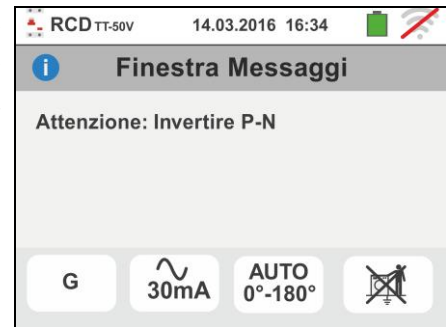 RCD TT-50V 14.03.2016 16:34
i Finestra Messaggi
Attenzione: Invertire P-N
G 30mA AUTO 0°-180°